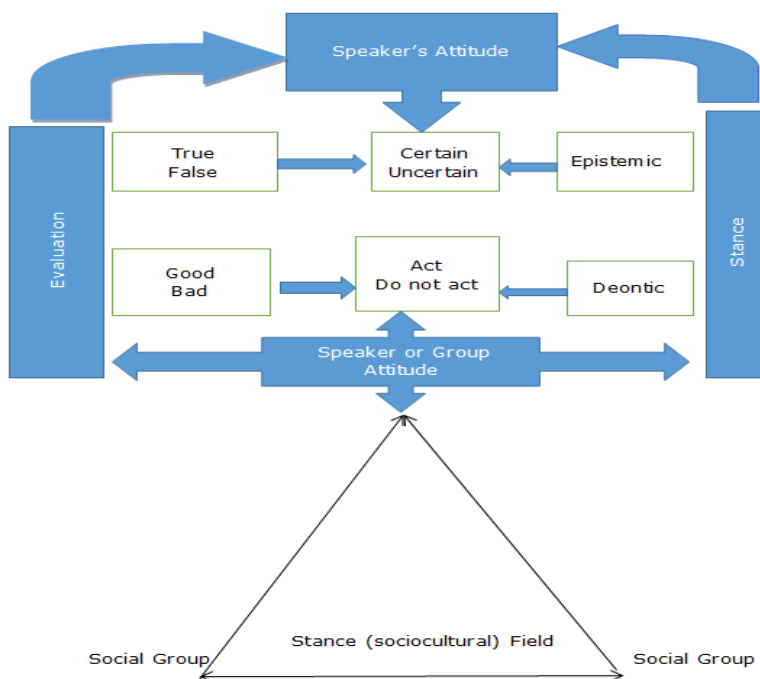 Speaker's Attitude
True
False
Certain
Uncertain
Epistemic
Evaluation
Stance
Good
Bad
Act
Do not act
Deontic
Speaker or Group
Attitude
Stance (sociocultural) Field
Social Group
Social Group